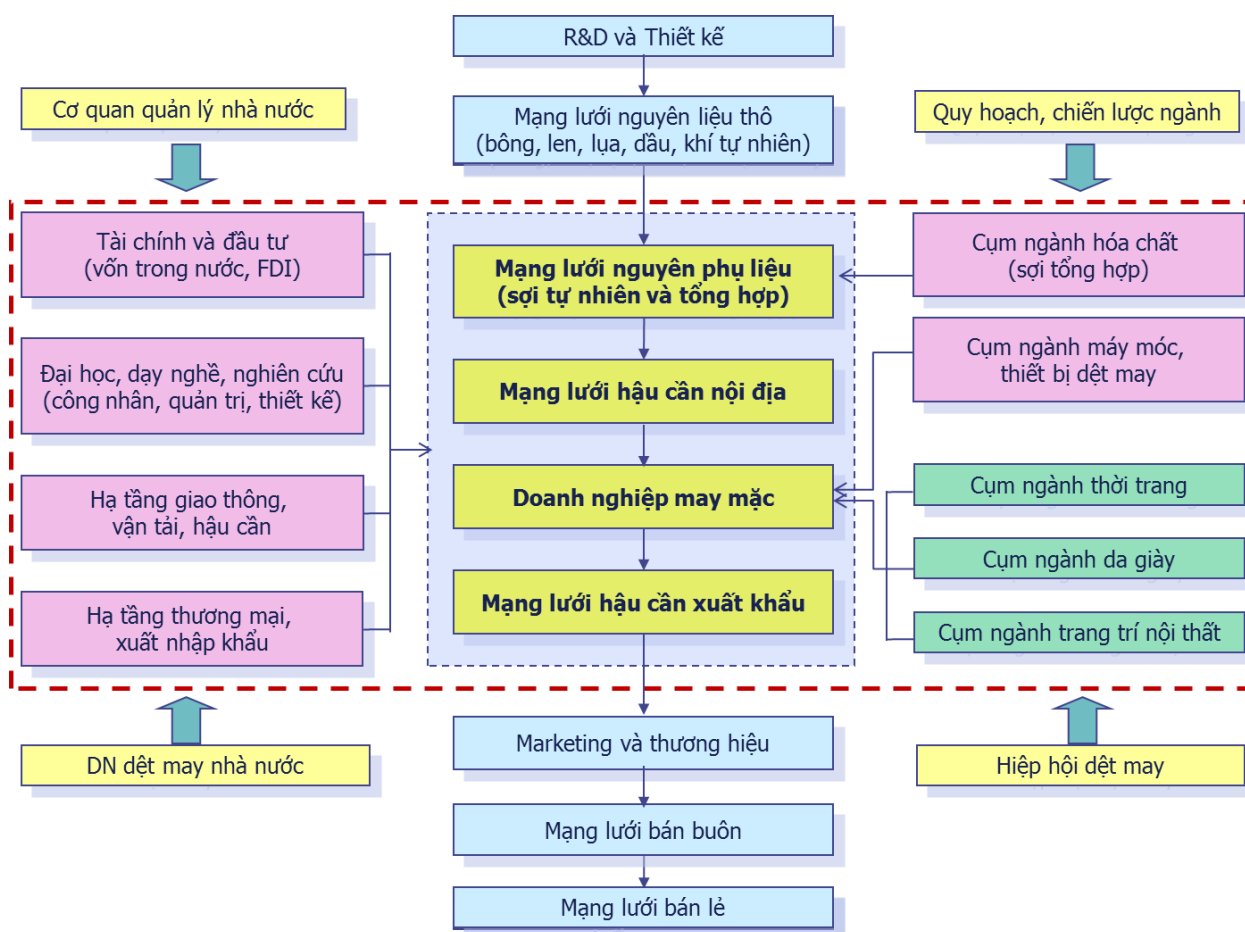 R&D và Thiết kế
Cơ quan quản lý nhà nước
Mạng lưới nguyên liệu thô
(bông, len, lụa, dầu, khí tự nhiên)
Quy hoạch, chiến lược ngành
Tài chính và đầu tư
(vốn trong nước, FDI)
Mạng lưới nguyên phụ liệu
(sợi tự nhiên và tổng hợp)
Cụm ngành hóa chất
(sợi tổng hợp)
Đại học, dạy nghề, nghiên cứu
(công nhân, quản trị, thiết kế)
Mạng lưới hậu cần nội địa
Cụm ngành máy móc,
thiết bị dệt may
Hạ tầng giao thông,
vận tải, hậu cần
Doanh nghiệp may mặc
Cụm ngành thời trang
Cụm ngành da giày
Hạ tầng thương mại,
xuất nhập khẩu
Mạng lưới hậu cần xuất khẩu
Cụm ngành trang trí nội thất
DN dệt may nhà nước
Marketing và thương hiệu
Hiệp hội dệt may
Mạng lưới bán buôn
Mạng lưới bán lẻ